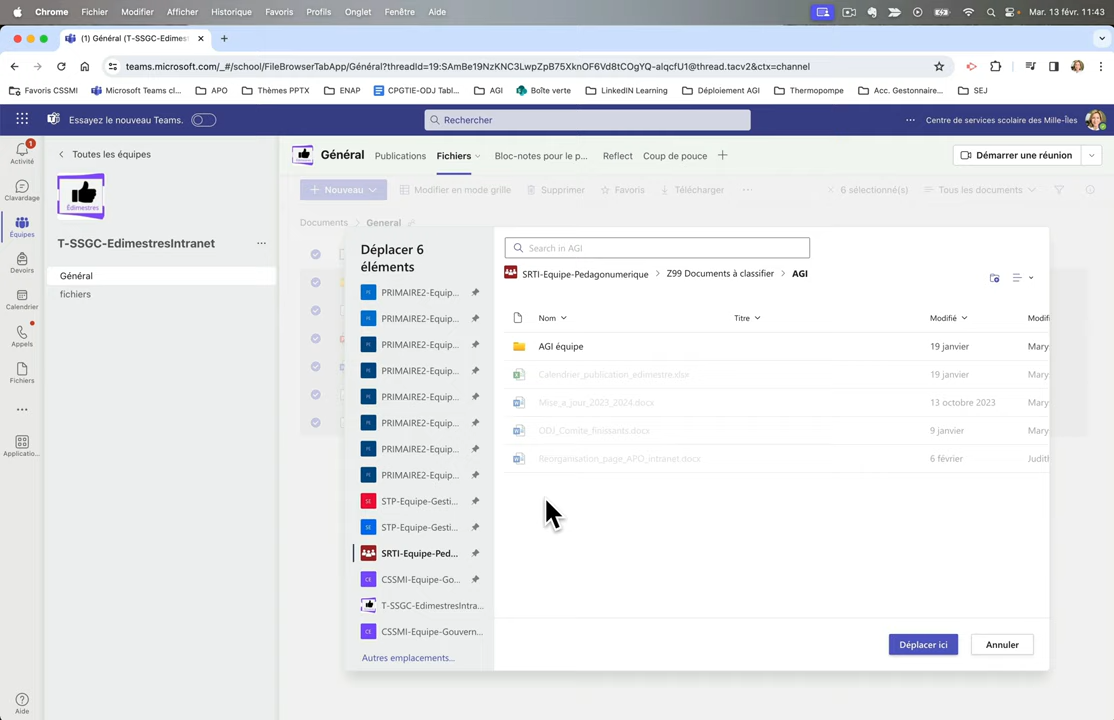 Chrome Fichier Modifier Afficher Historique Favoris Profils Onglet Fenêtre Aide Mar. 13 févr. 11:43
(1) Général (T-SSGC-Edimest
teams.microsoft.com/_#/school/FileBrowserTabApp/Général?threadId=19:SAmBe19NzKNC3LwpZpB75XknOF6Vd8tCOgYQ-alqcfU1@thread.tacv2&ctx=channel
Favoris CSSMI Microsoft Teams cl... APO Thèmes PPTX ENAP CPGTIE-ODJ Tabl... AGI Boîte verte LinkedIN Learning Déploiement AGI Thermopompe Acc. Gestionnaire... SEJ
Essayez le nouveau Teams. Rechercher ... Centre de services scolaire des Mille-Îles
1
Activité
Clavardage
Équipes
Devoirs
Calendrier
Appels
Fichiers
...
Applicatio...
Aide
Toutes les équipes
Édimestres
T-SSGC-EdimestresIntranet ...
Général
fichiers
Général Publications Fichiers Bloc-notes pour le p... Reflect Coup de pouce Démarrer une réunion
Nouveau Modifier en mode grille Supprimer Favoris Télécharger ... 6 sélectionné(s) Tous les documents
Documents > General
Déplacer 6
éléments
PRIMAIRE2-Equip...
PRIMAIRE2-Equip...
PRIMAIRE2-Equip...
PRIMAIRE2-Equip...
PRIMAIRE2-Equip...
PRIMAIRE2-Equip...
PRIMAIRE2-Equip...
PRIMAIRE2-Equip...
STP-Equipe-Gesti...
STP-Equipe-Gesti...
SRTI-Equipe-Ped...
CSSMI-Equipe-Go...
T-SSGC-EdimestresIntra...
CSSMI-Equipe-Gouvern...
Autres emplacements...
Search in AGI
SRTI-Equipe-Pedagonumerique > Z99 Documents à classifier > AGI
Nom Titre Modifié Modifi
AGI équipe 19 janvier Mary
Calendrier_publication_edimestre.xlsx 19 janvier Mary
Mise_a_jour_2023_2024.docx 13 octobre 2023 Mary
ODJ_Comite_finissants.docx 9 janvier Mary
Reorganisation_page_APO_intranet.docx 6 février Judith
Déplacer ici Annuler